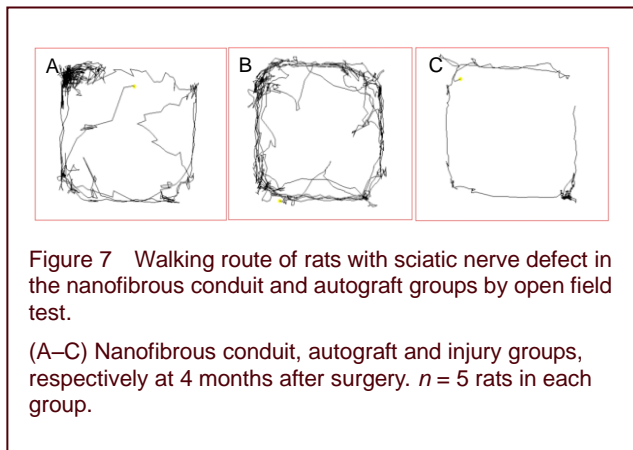 A B C
Figure 7 Walking route of rats with sciatic nerve defect in
the nanofibrous conduit and autograft groups by open field
test.
(A–C) Nanofibrous conduit, autograft and injury groups,
respectively at 4 months after surgery. n = 5 rats in each
group.